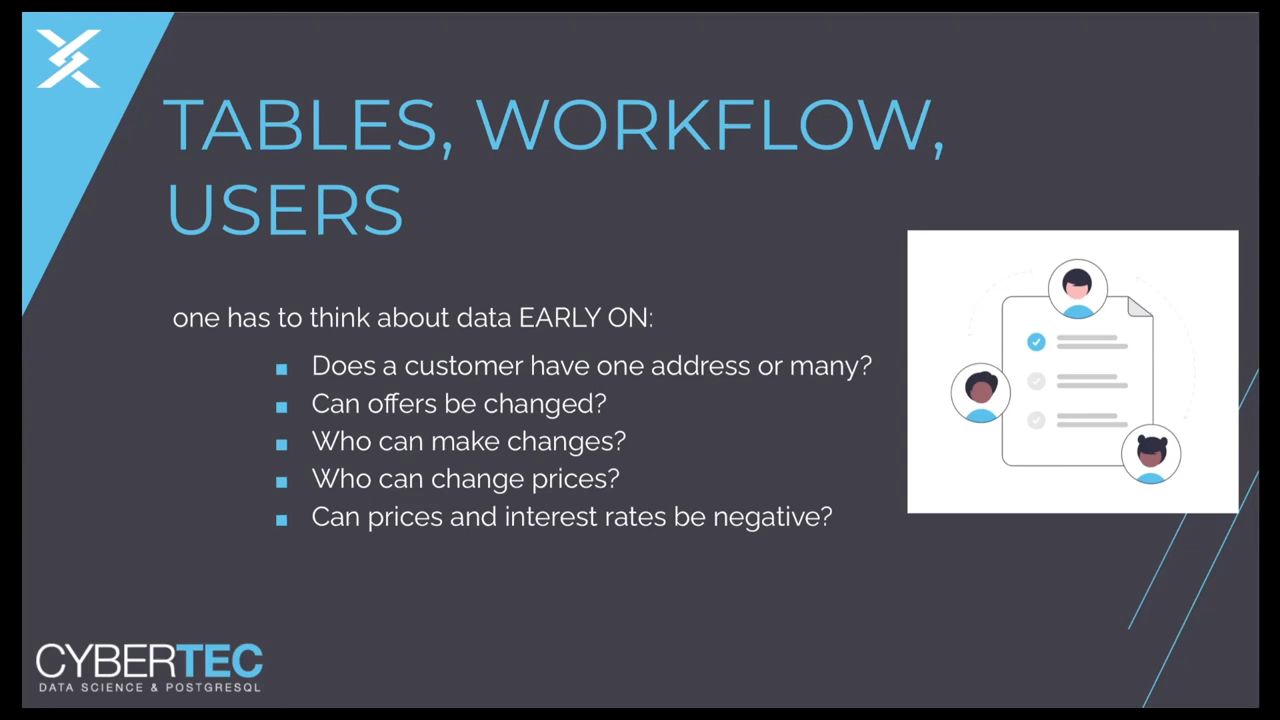 TABLES, WORKFLOW,
USERS
one has to think about data EARLY ON:
Does a customer have one address or many?
Can offers be changed?
Who can make changes?
Who can change prices?
Can prices and interest rates be negative?
CYBERTEC
DATA SCIENCE & POSTGRESQL